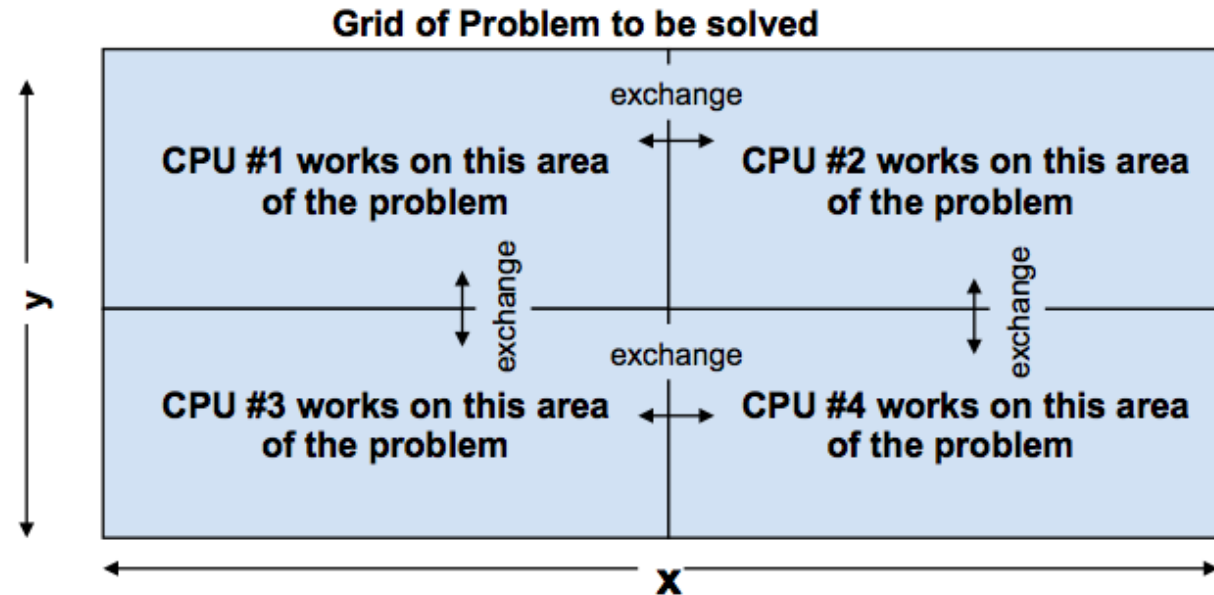 Grid of Problem to be solved
exchange
CPU #1 works on this area
of the problem
CPU #2 works on this area
of the problem
y
exchange
exchange
exchange
CPU #3 works on this area
of the problem
CPU #4 works on this area
of the problem
x